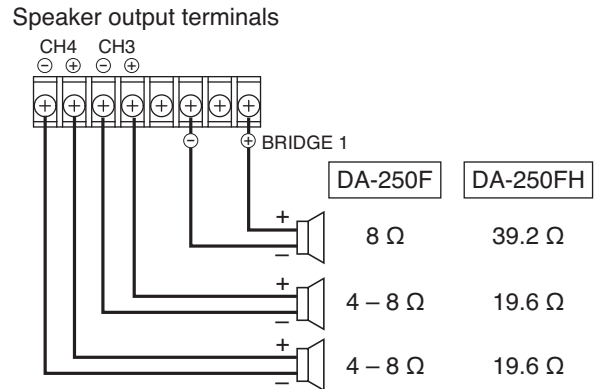 Speaker output terminals
CH4 CH3
⊖ ⊕ ⊖ ⊕
⊖ ⊕ BRIDGE 1
DA-250F DA-250FH
+
–
8 Ω 39.2 Ω
+
–
4 – 8 Ω 19.6 Ω
+
–
4 – 8 Ω 19.6 Ω